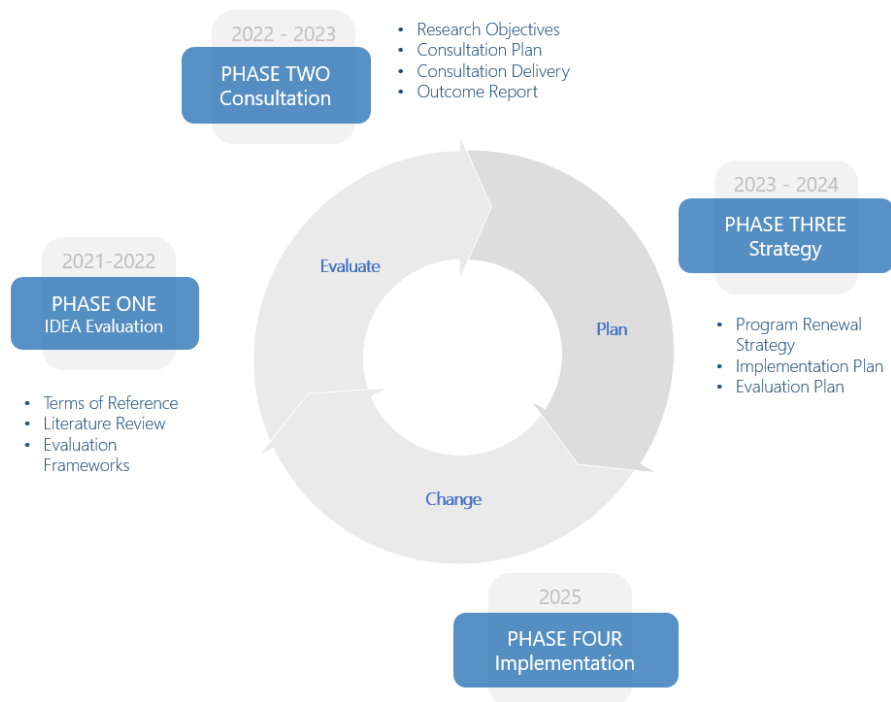 2022 - 2023
PHASE TWO
Consultation
• Research Objectives
• Consultation Plan
• Consultation Delivery
• Outcome Report
2023 - 2024
PHASE THREE
Strategy
• Program Renewal
Strategy
• Implementation Plan
• Evaluation Plan
2021-2022
PHASE ONE
IDEA Evaluation
• Terms of Reference
• Literature Review
• Evaluation
Frameworks
Evaluate
Plan
Change
2025
PHASE FOUR
Implementation